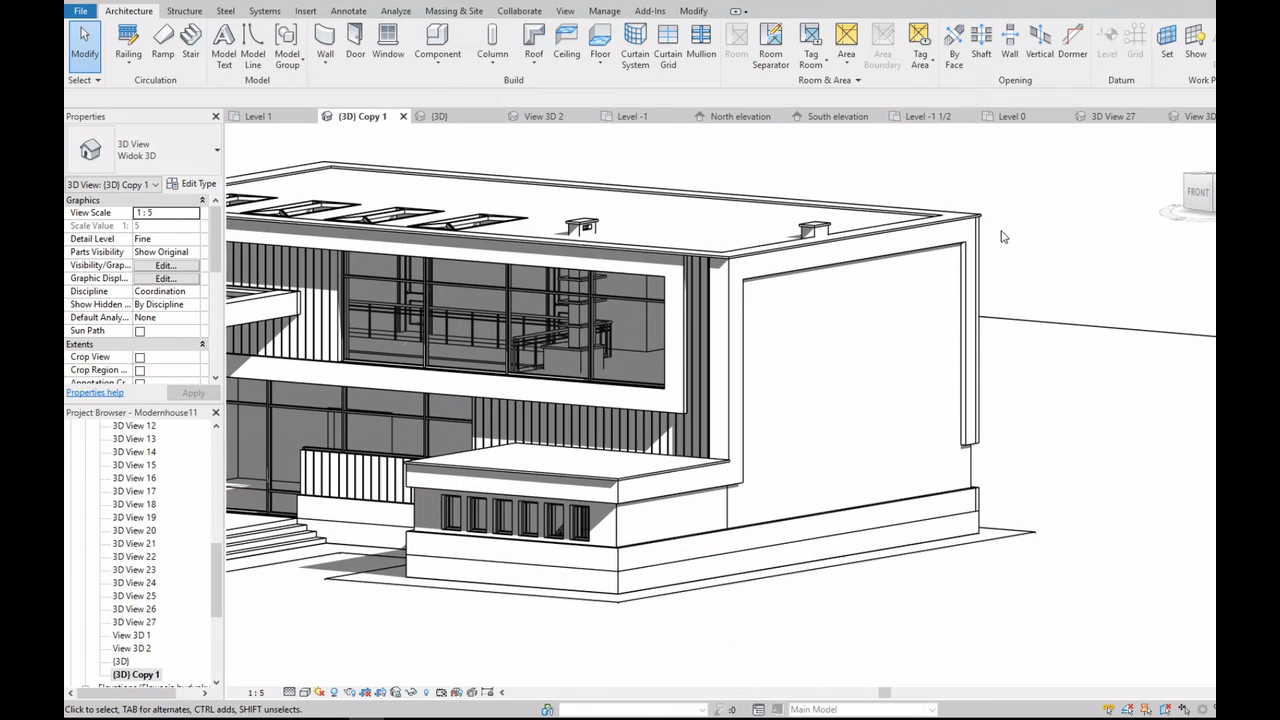 File Architecture Structure Steel Systems Insert Annotate Analyze Massing & Site Collaborate View Manage Add-Ins Modify
Modify Railing Ramp Stair Model Text Model Line Model Group Wall Door Window Component Column Roof Ceiling Floor Curtain System Curtain Grid Mullion Room Room Separator Tag Room Area Area Boundary Tag Area By Face Shaft Wall Vertical Dormer Level Grid Set Show
Select Circulation Model Build Room & Area Opening Datum Work P
Properties
Level 1 {3D} Copy 1 {3D} View 3D 2 Level -1 North elevation South elevation Level -1 1/2 Level 0 3D View 27 View 3D
3D View
Widok 3D
3D View: {3D} Copy 1 Edit Type
Graphics
View Scale 1 : 5
Scale Value 1: 5
Detail Level Fine
Parts Visibility Show Original
Visibility/Grap... Edit...
Graphic Displ... Edit...
Discipline Coordination
Show Hidden ... By Discipline
Default Analy... None
Sun Path
Extents
Crop View
Crop Region ...
Annotation Cr
Properties help Apply
Project Browser - Modernhouse11
3D View 12
3D View 13
3D View 14
3D View 15
3D View 16
3D View 17
3D View 18
3D View 19
3D View 20
3D View 21
3D View 22
3D View 23
3D View 24
3D View 25
3D View 26
3D View 27
View 3D 1
View 3D 2
{3D}
{3D} Copy 1
FRONT
1 : 5
Click to select, TAB for alternates, CTRL adds, SHIFT unselects. :0 Main Model